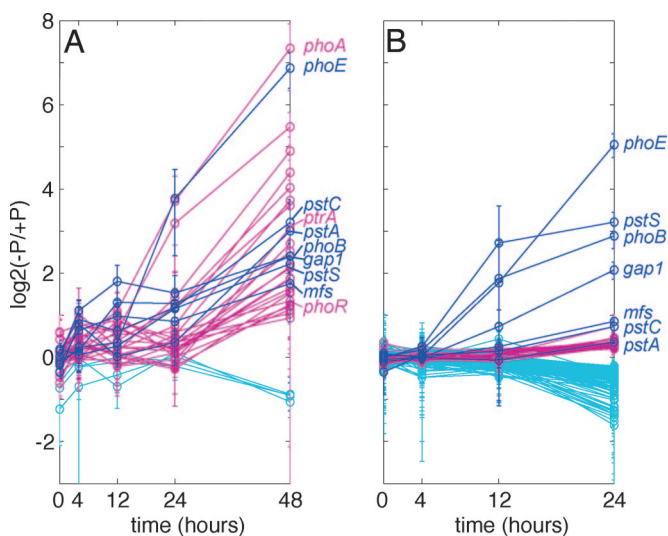 A
B
log2(-P/+P)
8
6
4
2
0
-2
phoA
phoE
pstC
ptrA
pstA
phoB
gap1
pstS
mfs
phoR
0 4 12 24 48
time (hours)
phoE
pstS
phoB
gap1
mfs
pstC
pstA
0 4 12 24
time (hours)